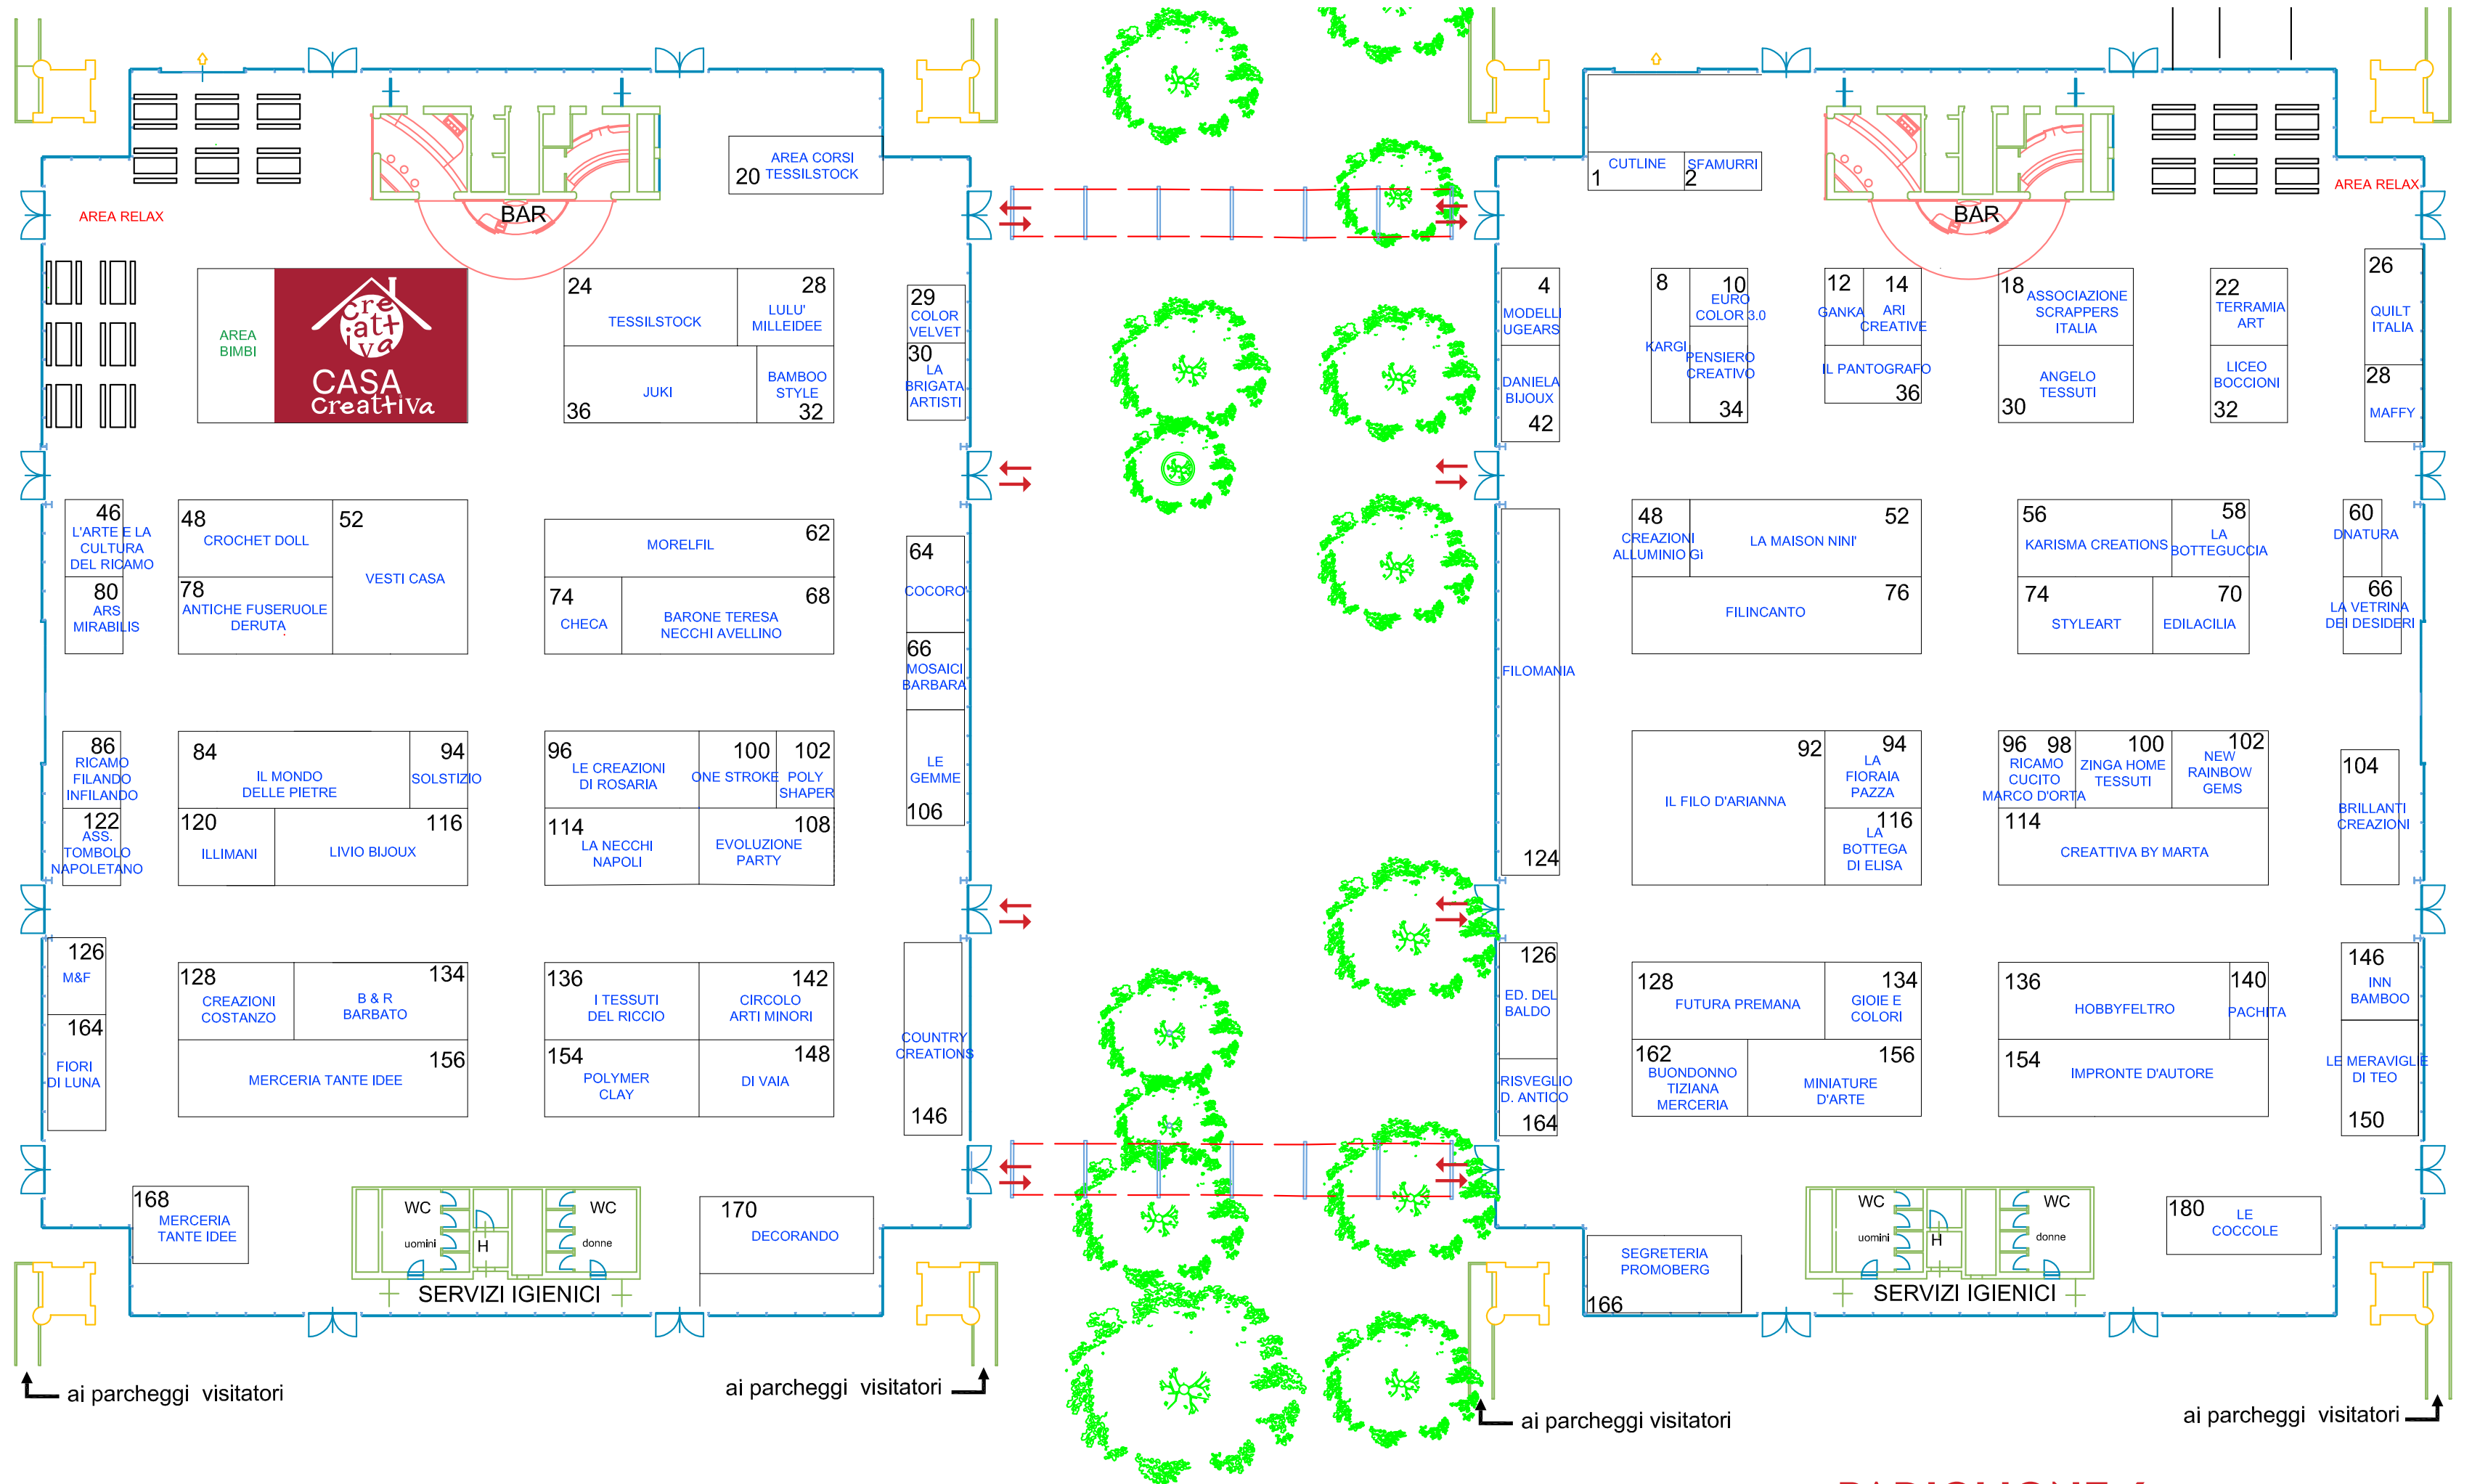 AREA RELAX
BAR
20
AREA CORSI
TESSILSTOCK
AREA
BIMBI
creatt
iva
CASA
Creattiva
24
TESSILSTOCK
28
LULU'
MILLEIDEE
JUKI
36
BAMBOO
STYLE
32
29
COLOR
VELVET
30
LA
BRIGATA
ARTISTI
46
L'ARTE E LA
CULTURA
DEL RICAMO
80
ARS
MIRABILIS
48
CROCHET DOLL
52
VESTI CASA
78
ANTICHE FUSERUOLE
DERUTA
62
MORELFIL
74
CHECA
68
BARONE TERESA
NECCHI AVELLINO
64
COCORO'
66
MOSAICI
BARBARA
LE
GEMME
106
86
RICAMO
FILANDO
INFILANDO
122
ASS.
TOMBOLO
NAPOLETANO
84
IL MONDO
DELLE PIETRE
94
SOLSTIZIO
120
ILLIMANI
116
LIVIO BIJOUX
96
LE CREAZIONI
DI ROSARIA
100
ONE STROKE
102
POLY
SHAPER
114
LA NECCHI
NAPOLI
108
EVOLUZIONE
PARTY
126
M&F
164
FIORI
DI LUNA
128
CREAZIONI
COSTANZO
134
B & R
BARBATO
156
MERCERIA TANTE IDEE
136
I TESSUTI
DEL RICCIO
142
CIRCOLO
ARTI MINORI
154
POLYMER
CLAY
148
DI VAIA
COUNTRY
CREATIONS
146
168
MERCERIA
TANTE IDEE
WC
uomini
H
WC
donne
SERVIZI IGIENICI
170
DECORANDO
ai parcheggi visitatori
ai parcheggi visitatori
CUTLINE
1
SFAMURRI
2
BAR
AREA RELAX
4
MODELLI
UGEARS
DANIELA
BIJOUX
42
8
KARGI
10
EURO
COLOR 3.0
PENSIERO
CREATIVO
34
12
GANKA
14
ARI
CREATIVE
IL PANTOGRAFO
36
18
ASSOCIAZIONE
SCRAPPERS
ITALIA
ANGELO
TESSUTI
30
22
TERRAMIA
ART
LICEO
BOCCIONI
32
26
QUILT
ITALIA
28
MAFFY
FILOMANIA
124
48
CREAZIONI
ALLUMINIO GI
52
LA MAISON NINI'
76
FILINCANTO
56
KARISMA CREATIONS
58
LA
BOTTEGUCCIA
74
STYLEART
70
EDILACILIA
60
DNATURA
66
LA VETRINA
DEI DESIDERI
92
IL FILO D'ARIANNA
94
LA
FIORAIA
PAZZA
116
LA
BOTTEGA
DI ELISA
96 98
RICAMO
CUCITO
MARCO D'ORTA
100
ZINGA HOME
TESSUTI
102
NEW
RAINBOW
GEMS
114
CREATTIVA BY MARTA
104
BRILLANTI
CREAZIONI
126
ED. DEL
BALDO
RISVEGLIO
D. ANTICO
164
128
FUTURA PREMANA
134
GIOIE E
COLORI
162
BUONDONNO
TIZIANA
MERCERIA
156
MINIATURE
D'ARTE
136
HOBBYFELTRO
140
PACHITA
154
IMPRONTE D'AUTORE
146
INN
BAMBOO
LE MERAVIGLIE
DI TEO
150
SEGRETERIA
PROMOBERG
166
WC
uomini
H
WC
donne
SERVIZI IGIENICI
180
LE
COCCOLE
ai parcheggi visitatori
ai parcheggi visitatori